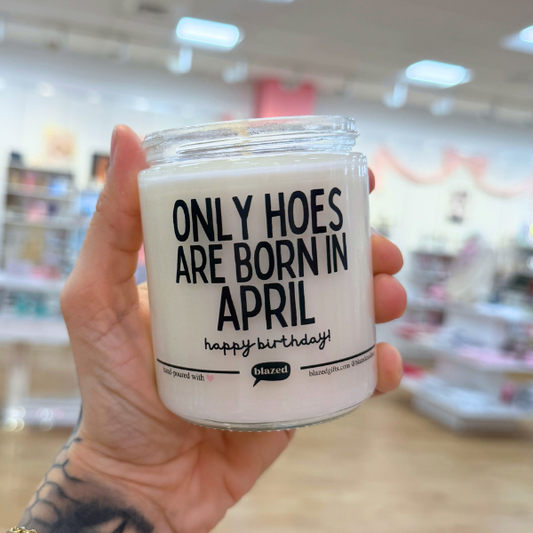 ONLY HOES
ARE BORN IN
APRIL
happy birthday!
hand-poured with
blazed
blazedgifts.com